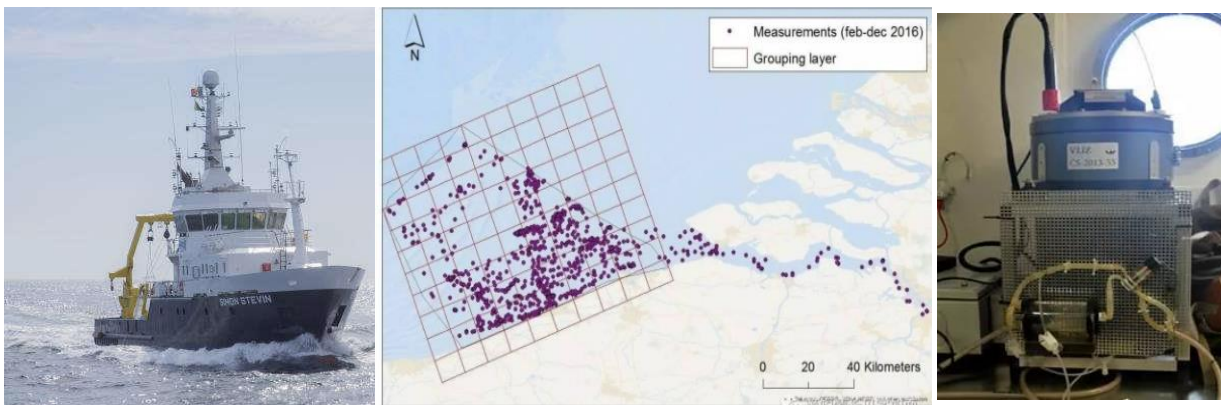 SIMON STEVIN
N
Measurements (feb-dec 2016)
Grouping layer
0 20 40 Kilometers
VLIZ
CS-2013-33